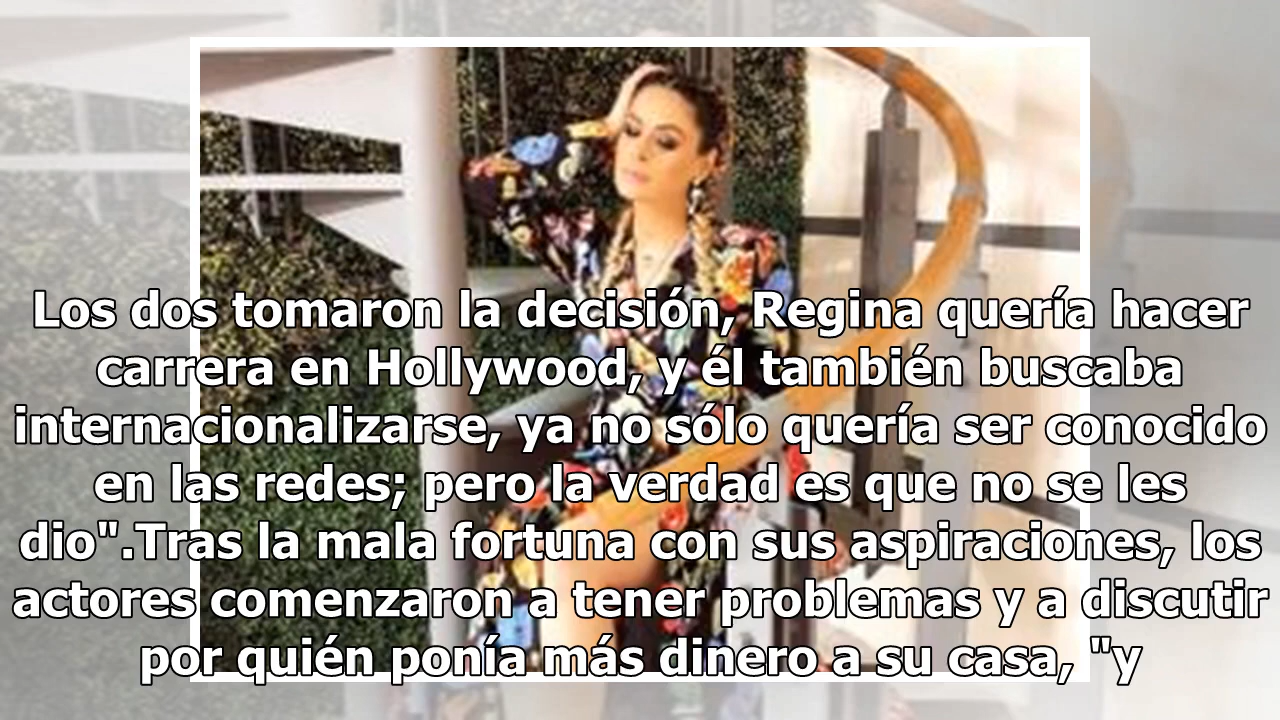 Los dos tomaron la decisión, Regina quería hacer
carrera en Hollywood, y él también buscaba
internacionalizarse, ya no sólo quería ser conocido
en las redes; pero la verdad es que no se les
dio".Tras la mala fortuna con sus aspiraciones, los
actores comenzaron a tener problemas y a discutir
por quién ponía más dinero a su casa, "y